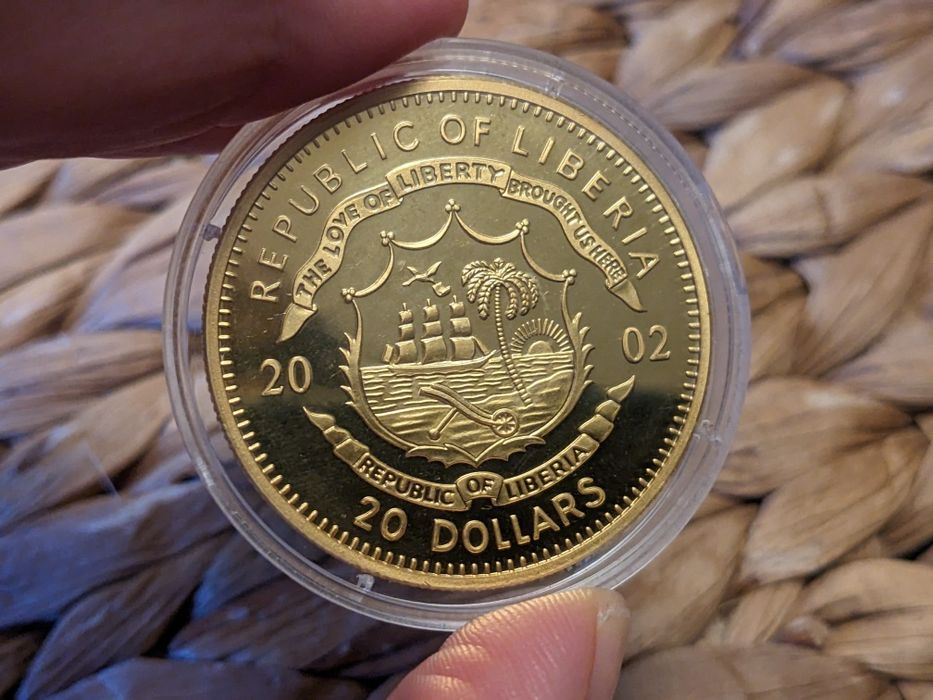 REPUBLIC OF LIBERIA
THE LOVE OF LIBERTY BROUGHT US HERE
20 02
REPUBLIC OF LIBERIA
20 DOLLARS